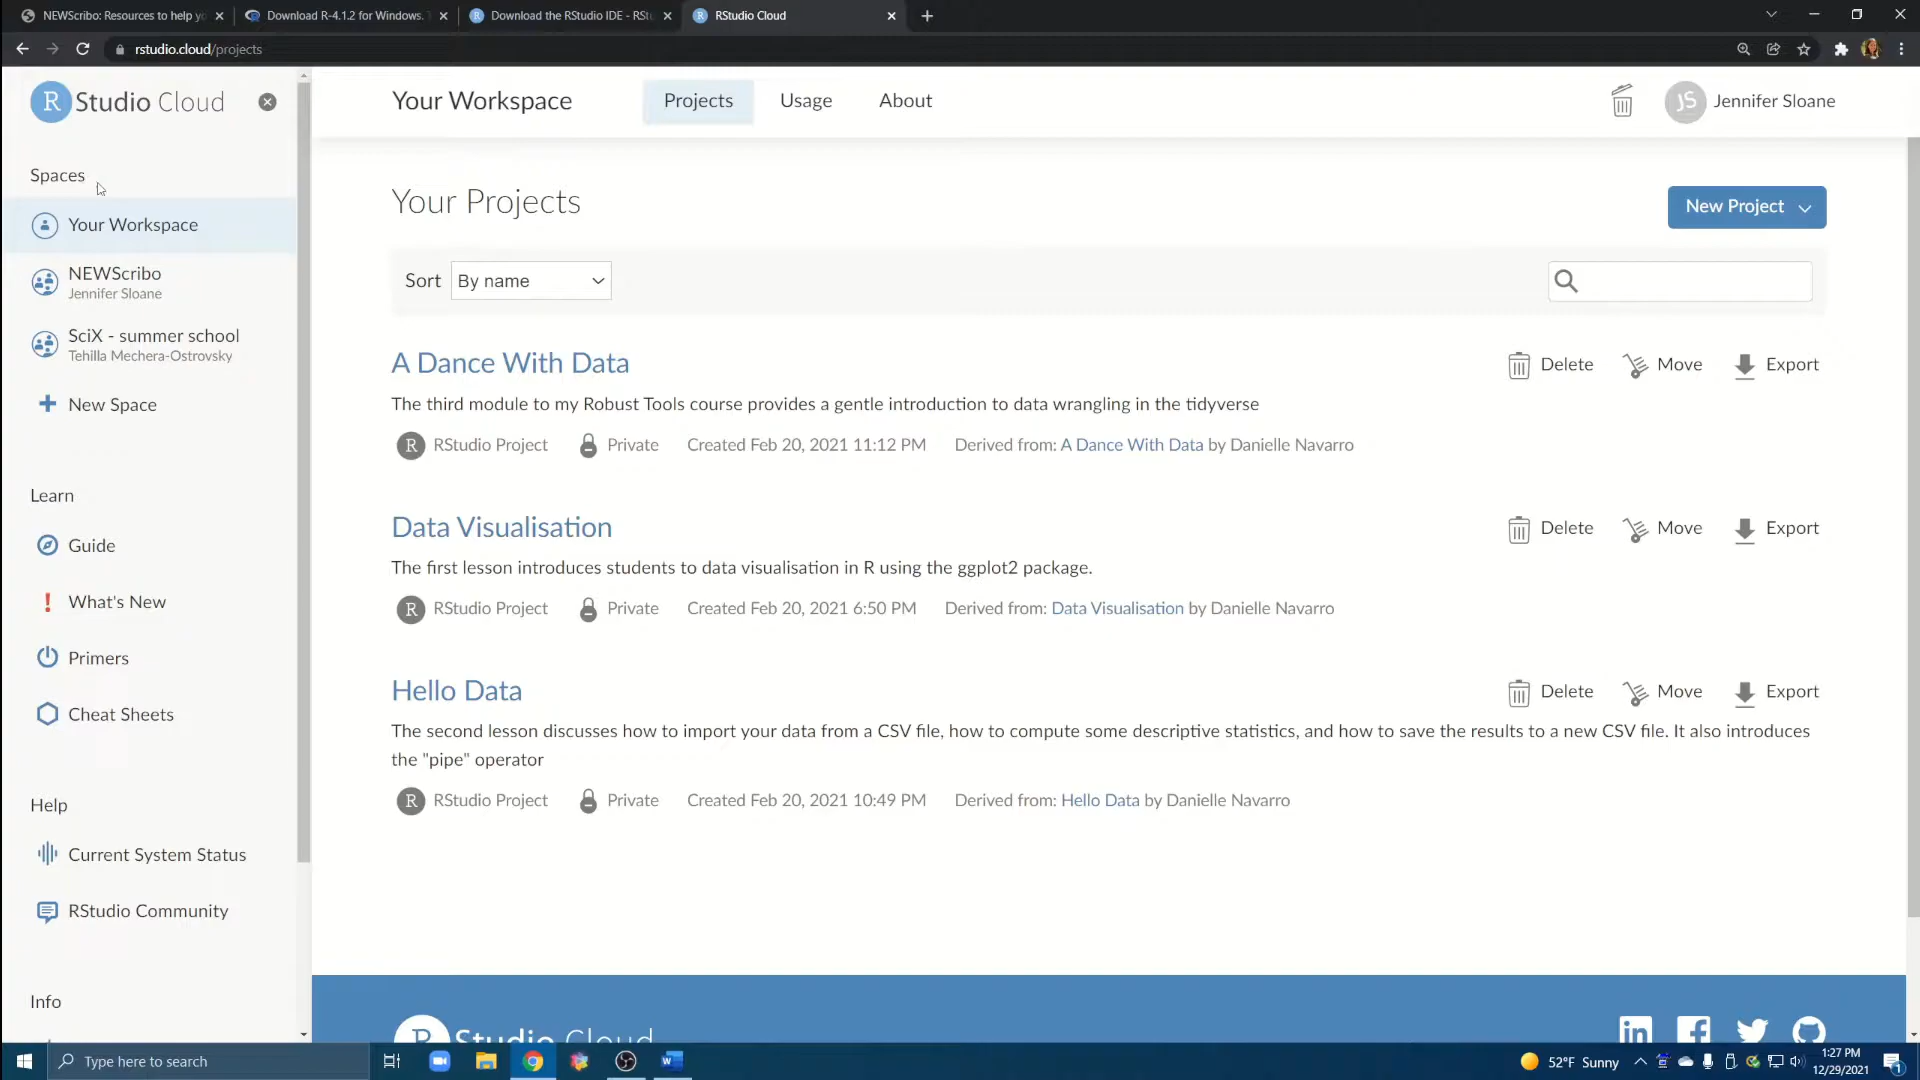 NEWScribo: Resources to help yo
Download R-4.1.2 for Windows. T
Download the RStudio IDE - RStu
RStudio Cloud
rstudio.cloud/projects
R Studio Cloud
Your Workspace
Projects
Usage
About
JS
Jennifer Sloane
Spaces
Your Workspace
NEWScribo
Jennifer Sloane
SciX - summer school
Tehilla Mechera-Ostrovsky
New Space
Learn
Guide
What's New
Primers
Cheat Sheets
Help
Current System Status
RStudio Community
Info
Your Projects
New Project
Sort By name
A Dance With Data
Delete Move Export
The third module to my Robust Tools course provides a gentle introduction to data wrangling in the tidyverse
R RStudio Project Private Created Feb 20, 2021 11:12 PM Derived from: A Dance With Data by Danielle Navarro
Data Visualisation
Delete Move Export
The first lesson introduces students to data visualisation in R using the ggplot2 package.
R RStudio Project Private Created Feb 20, 2021 6:50 PM Derived from: Data Visualisation by Danielle Navarro
Hello Data
Delete Move Export
The second lesson discusses how to import your data from a CSV file, how to compute some descriptive statistics, and how to save the results to a new CSV file. It also introduces
the "pipe" operator
R RStudio Project Private Created Feb 20, 2021 10:49 PM Derived from: Hello Data by Danielle Navarro
R Studio Cloud
Type here to search
52°F Sunny
1:27 PM
12/29/2021
1